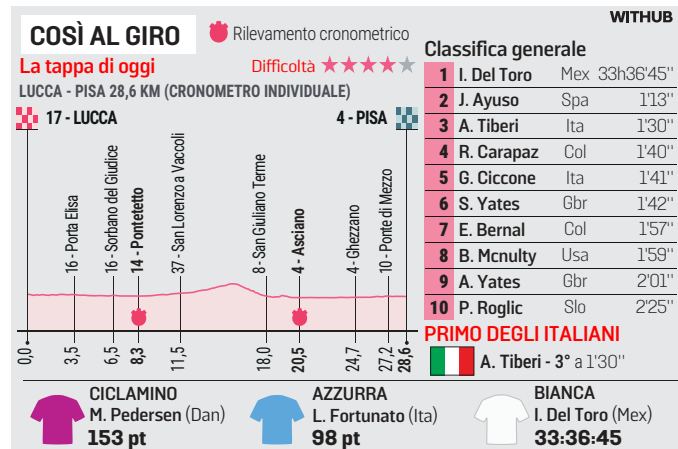 WITHUB
COSÌ AL GIRO
Rilevamento cronometrico
La tappa di oggi
Difficoltà
LUCCA - PISA 28,6 KM (CRONOMETRO INDIVIDUALE)
17 - LUCCA
4 - PISA
16 - Porta Elisa
16 - Sorbano del Giudice
14 - Pontetetto
37 - San Lorenzo a Vaccoli
8 - San Giuliano Terme
4 - Asciano
4 - Ghezzano
10 - Ponte di Mezzo
0,0
3,5
6,5
8,3
11,5
18,0
20,5
24,7
27,2
28,6
Classifica generale
1 I. Del Toro Mex 33h36'45''
2 J. Ayuso Spa 1'13''
3 A. Tiberi Ita 1'30''
4 R. Carapaz Col 1'40''
5 G. Ciccone Ita 1'41''
6 S. Yates Gbr 1'42''
7 E. Bernal Col 1'57''
8 B. Mcnulty Usa 1'59''
9 A. Yates Gbr 2'01''
10 P. Roglic Slo 2'25''
PRIMO DEGLI ITALIANI
A. Tiberi - 3° a 1'30''
CICLAMINO
M. Pedersen (Dan)
153 pt
AZZURRA
L. Fortunato (Ita)
98 pt
BIANCA
I. Del Toro (Mex)
33:36:45